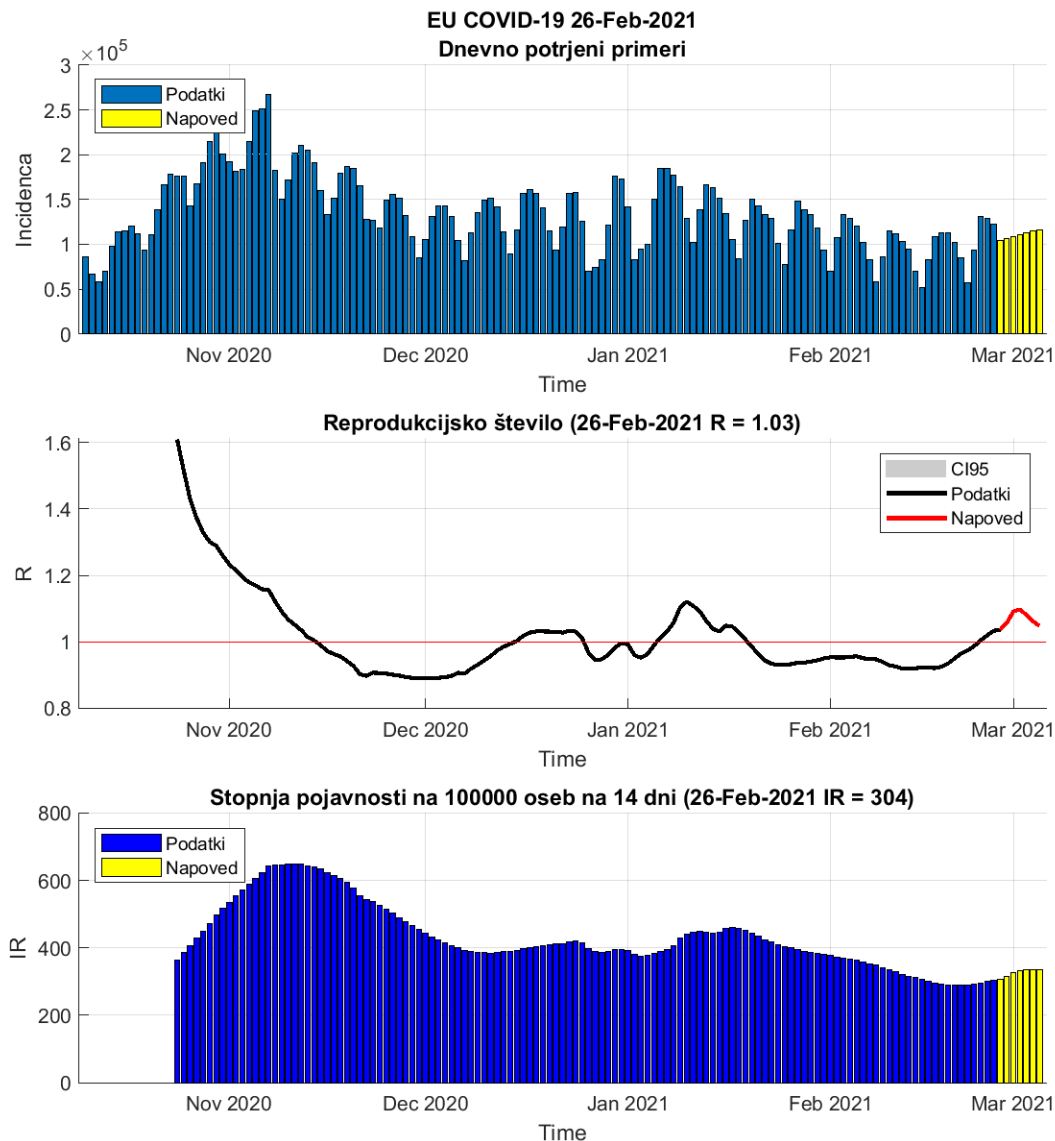 EU COVID-19 26-Feb-2021
Dnevno potrjeni primeri
×10^5
3
2.5
2
1.5
1
0.5
0
Incidenca
Podatki
Napoved
Nov 2020
Dec 2020
Jan 2021
Feb 2021
Mar 2021
Time
Reprodukcijsko število (26-Feb-2021 R = 1.03)
1.6
1.4
1.2
1
0.8
R
CI95
Podatki
Napoved
Nov 2020
Dec 2020
Jan 2021
Feb 2021
Mar 2021
Time
Stopnja pojavnosti na 100000 oseb na 14 dni (26-Feb-2021 IR = 304)
800
600
400
200
0
IR
Podatki
Napoved
Nov 2020
Dec 2020
Jan 2021
Feb 2021
Mar 2021
Time